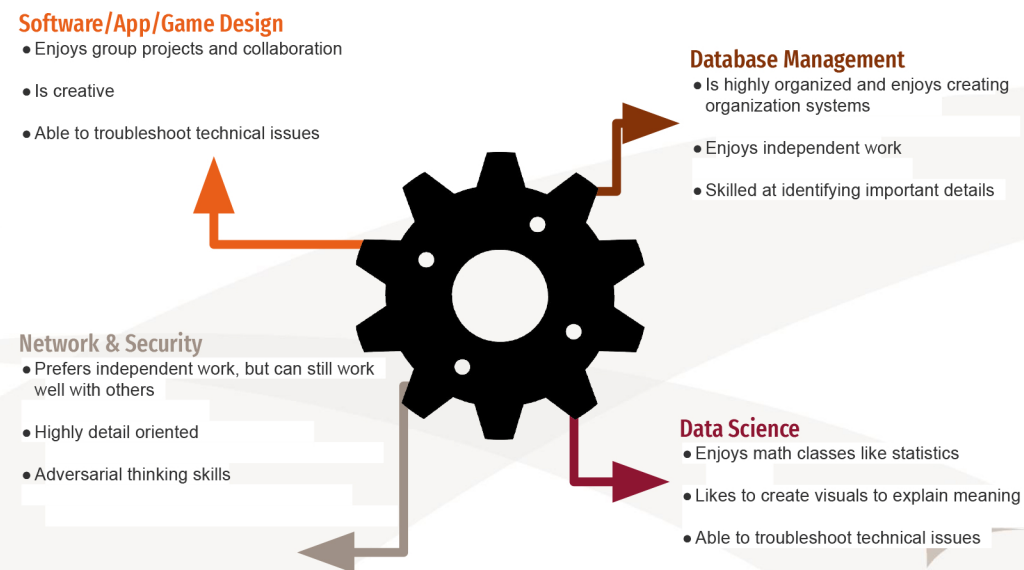 Software/App/Game Design
● Enjoys group projects and collaboration
● Is creative
● Able to troubleshoot technical issues
Database Management
● Is highly organized and enjoys creating
organization systems
● Enjoys independent work
● Skilled at identifying important details
Network & Security
● Prefers independent work, but can still work
well with others
● Highly detail oriented
● Adversarial thinking skills
Data Science
● Enjoys math classes like statistics
● Likes to create visuals to explain meaning
● Able to troubleshoot technical issues